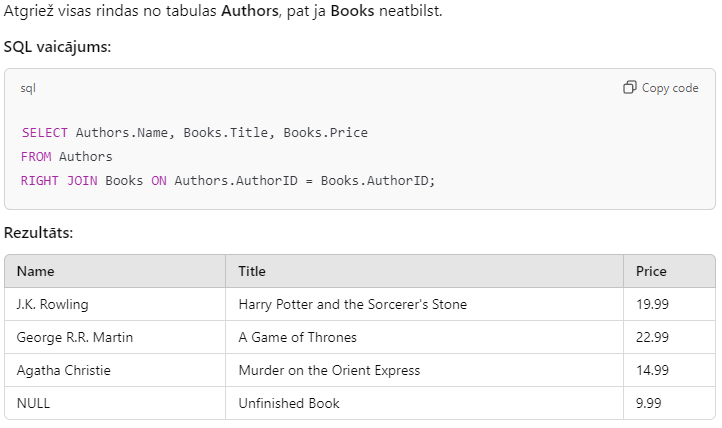 Atgriež visas rindas no tabulas Authors, pat ja Books neatbilst.
SQL vaicājums:
sql Copy code
SELECT Authors.Name, Books.Title, Books.Price
FROM Authors
RIGHT JOIN Books ON Authors.AuthorID = Books.AuthorID;
Rezultāts:
Name Title Price
J.K. Rowling Harry Potter and the Sorcerer's Stone 19.99
George R.R. Martin A Game of Thrones 22.99
Agatha Christie Murder on the Orient Express 14.99
NULL Unfinished Book 9.99